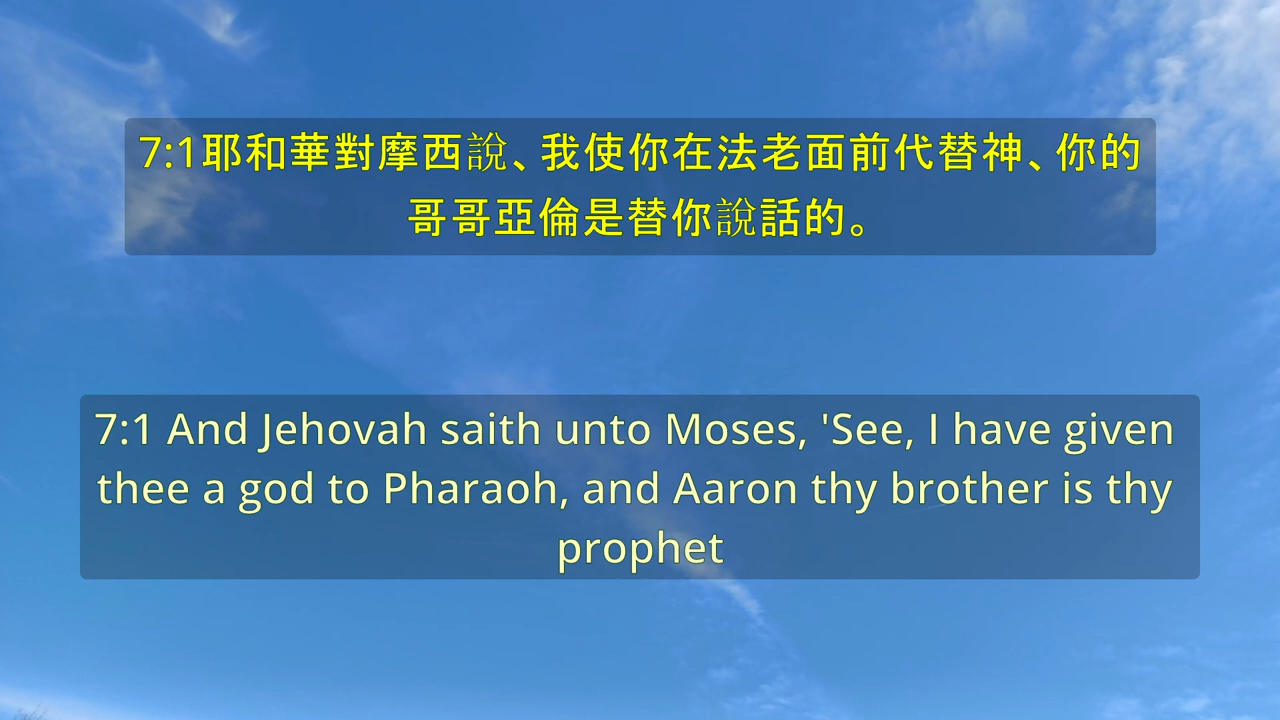 7:1耶和華對摩西說、我使你在法老面前代替神、你的
哥哥亞倫是替你說話的。
7:1 And Jehovah saith unto Moses, 'See, I have given
thee a god to Pharaoh, and Aaron thy brother is thy
prophet